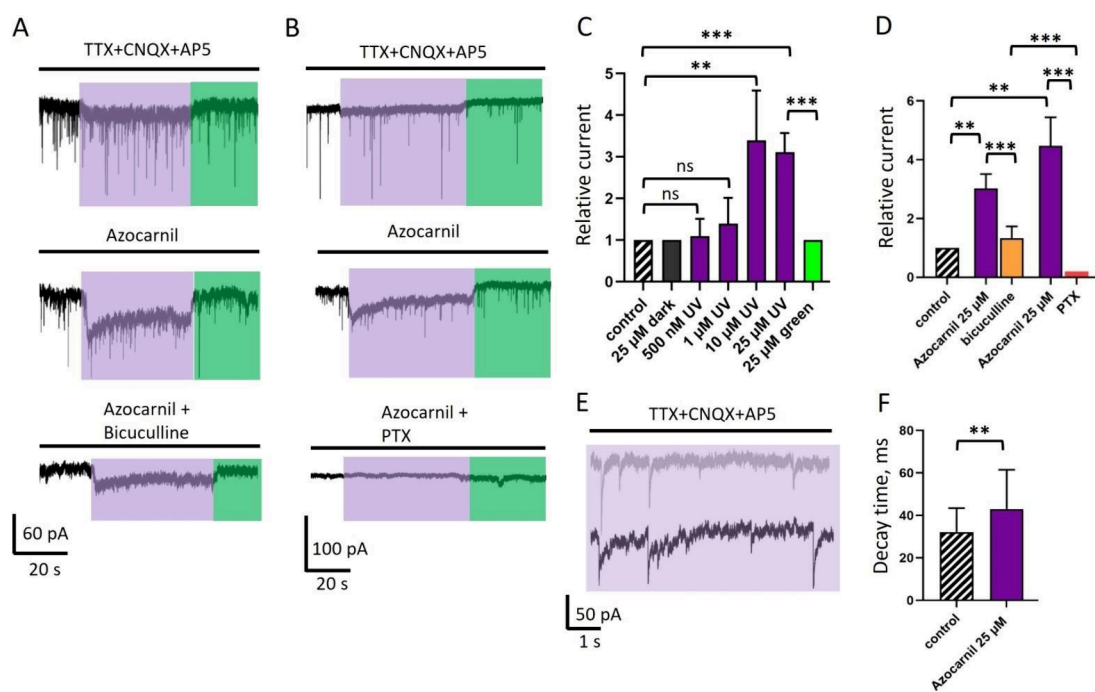 A
TTX+CNQX+AP5
Azocarnil
Azocarnil +
Bicuculline
60 pA
20 s
B
TTX+CNQX+AP5
Azocarnil
Azocarnil +
PTX
100 pA
20 s
C
***
**
***
ns
ns
Relative current
5
4
3
2
1
0
control
25 µM dark
500 nM UV
1 µM UV
10 µM UV
25 µM UV
25 µM green
D
***
***
**
**
***
Relative current
6
4
2
0
control
Azocarnil 25 µM
bicuculline
Azocarnil 25 µM
PTX
E
TTX+CNQX+AP5
50 pA
1 s
F
**
Decay time, ms
80
60
40
20
0
control
Azocarnil 25 µM